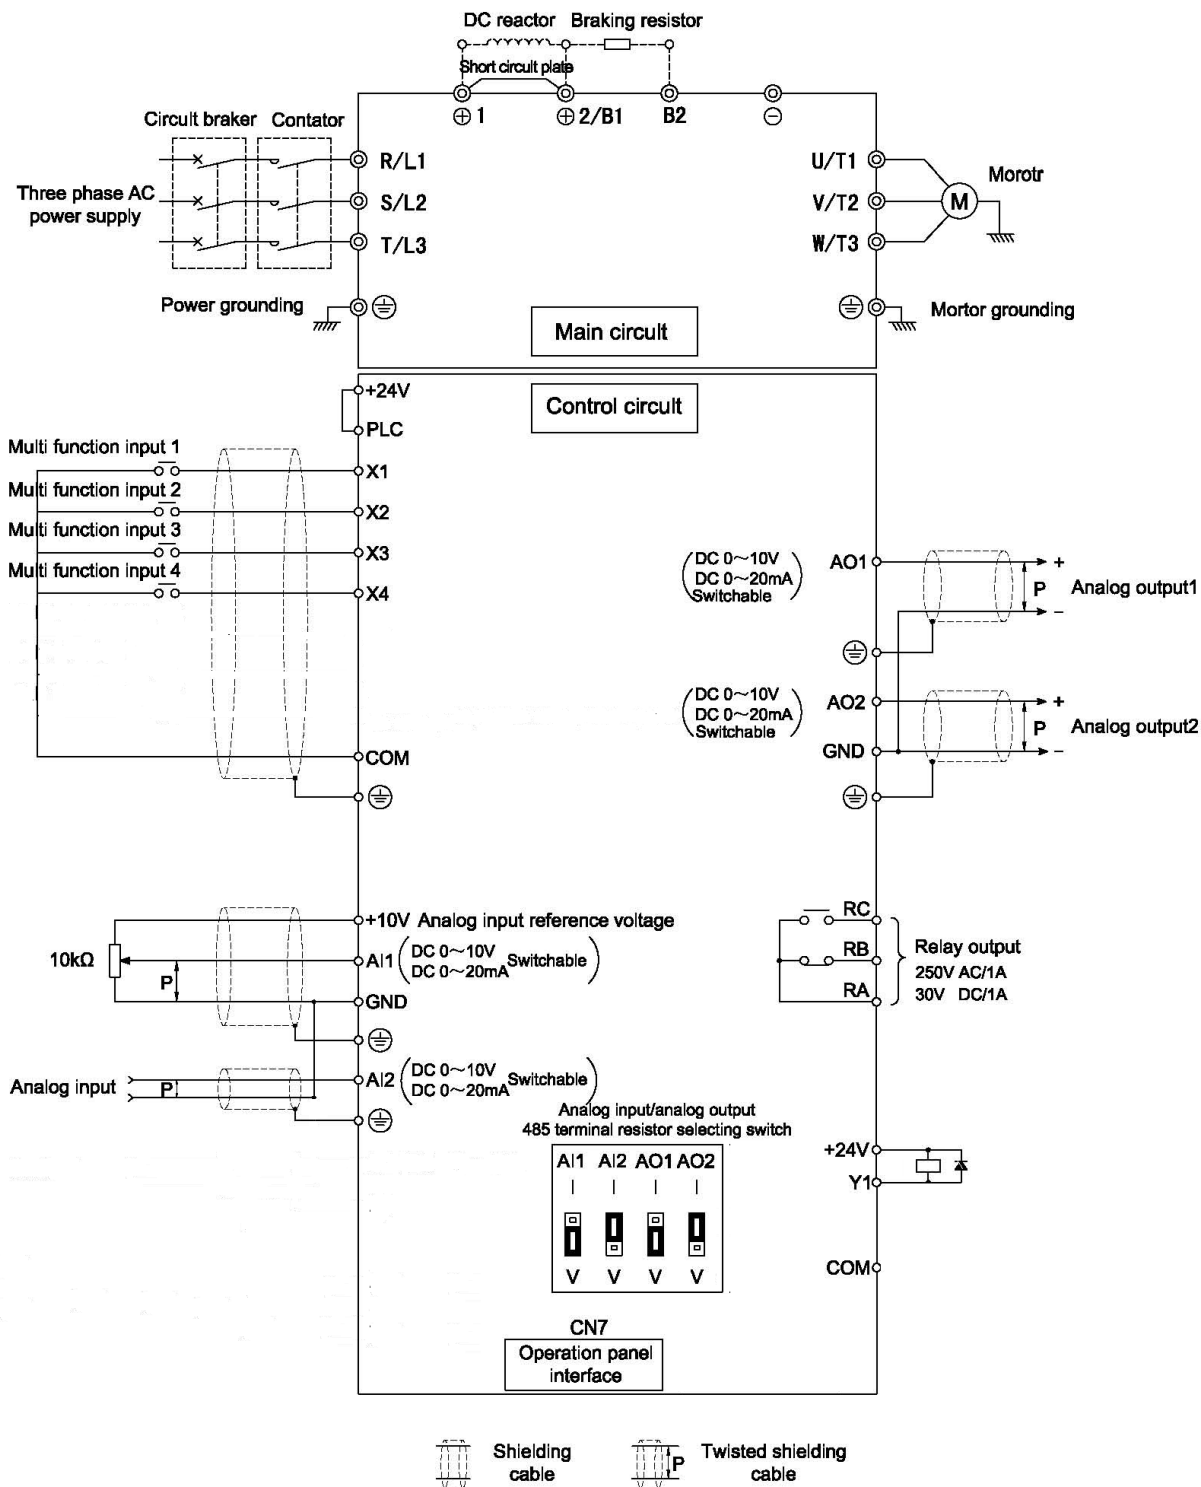 DC reactor Braking resistor
Short circuit plate
⊕ 1 ⊕ 2/B1 B2 ⊖
Circuit braker Contator
R/L1
S/L2
T/L3
Three phase AC
power supply
U/T1
V/T2
W/T3
M
Morotr
Power grounding
Mortor grounding
Main circult
+24V
Control circult
PLC
Multi function input 1
X1
Multi function input 2
X2
Multi function input 3
X3
Multi function input 4
X4
COM
DC 0～10V
DC 0～20mA
Switchable
AO1
+
P
−
Analog output1
DC 0～10V
DC 0～20mA
Switchable
AO2
GND
+
P
−
Analog output2
10kΩ
P
+10V Analog input reference voltage
AI1 (DC 0～10V
DC 0～20mA Switchable)
GND
Analog input
P
AI2 (DC 0～10V
DC 0～20mA Switchable)
RC
RB
RA
Relay output
250V AC/1A
30V DC/1A
Analog input/analog output
485 terminal resistor selecting switch
AI1 AI2 AO1 AO2
I I I I
V V V V
+24V
Y1
COM
CN7
Operation panel
interface
Shielding
cable
P
Twisted shielding
cable